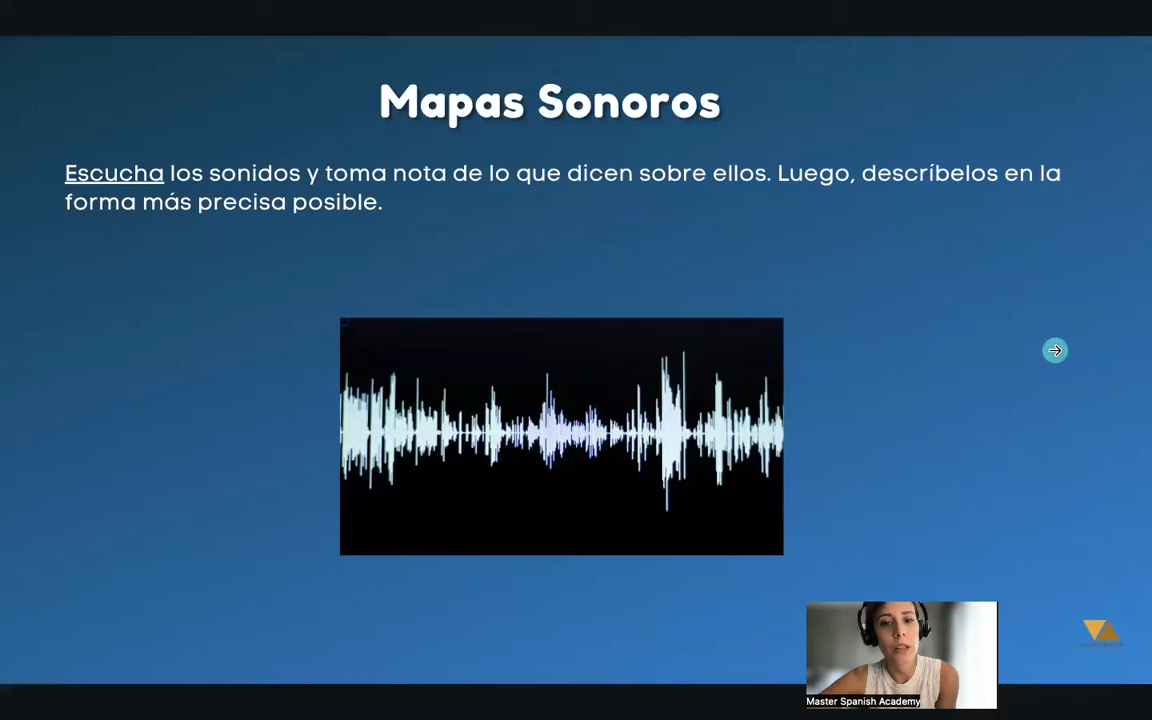 Mapas Sonoros
Escucha los sonidos y toma nota de lo que dicen sobre ellos. Luego, descríbelos en la
forma más precisa posible.
Master Spanish Academy